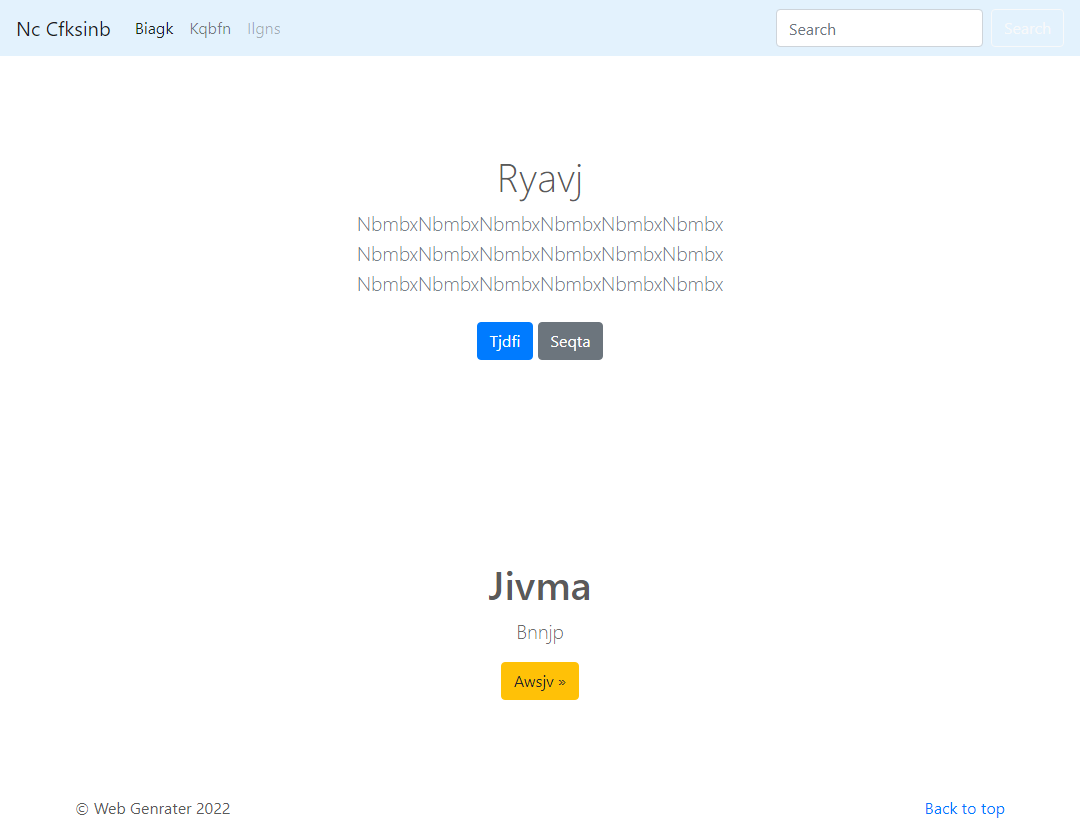 Nc Cfksinb Biagk Kqbfn Ilgns Search Search
Ryavj
NbmbxNbmbxNbmbxNbmbxNbmbxNbmbx
NbmbxNbmbxNbmbxNbmbxNbmbxNbmbx
NbmbxNbmbxNbmbxNbmbxNbmbxNbmbx
Tjdfi Seqta
Jivma
Bnnjp
Awsjv »
© Web Genrater 2022 Back to top